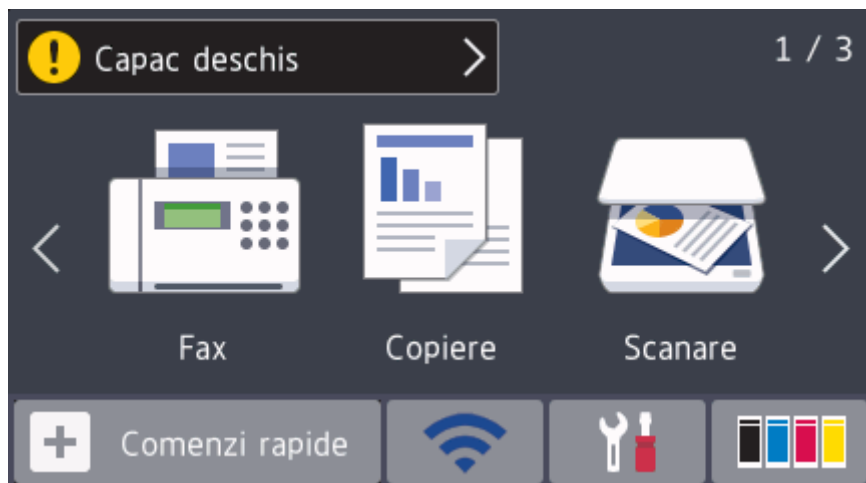 Capac deschis
1 / 3
Fax
Copiere
Scanare
Comenzi rapide